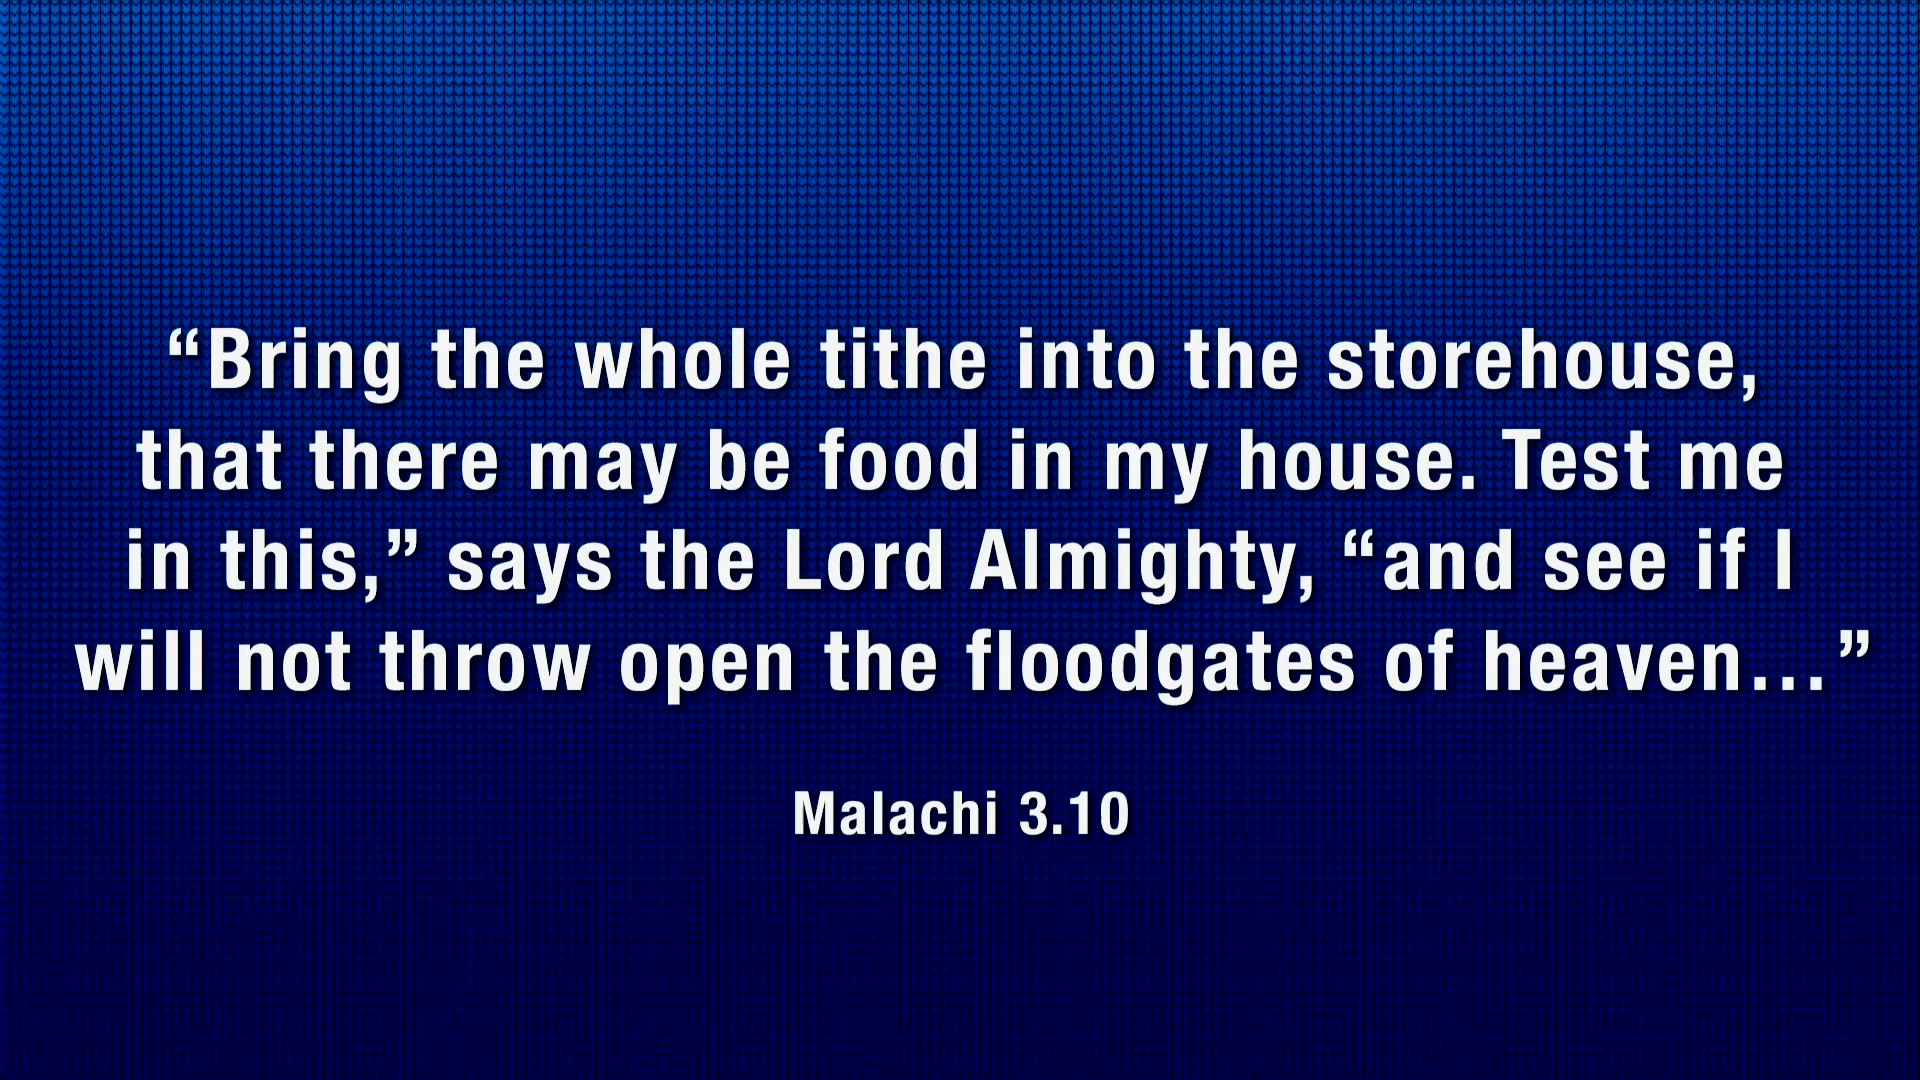 “Bring the whole tithe into the storehouse,
that there may be food in my house. Test me
in this,” says the Lord Almighty, “and see if I
will not throw open the floodgates of heaven…”
Malachi 3.10